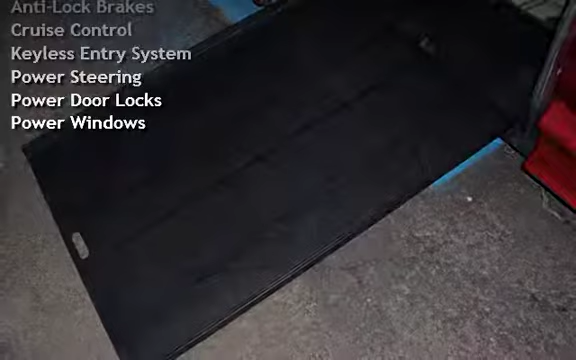 Anti-Lock Brakes
Cruise Control
Keyless Entry System
Power Steering
Power Door Locks
Power Windows